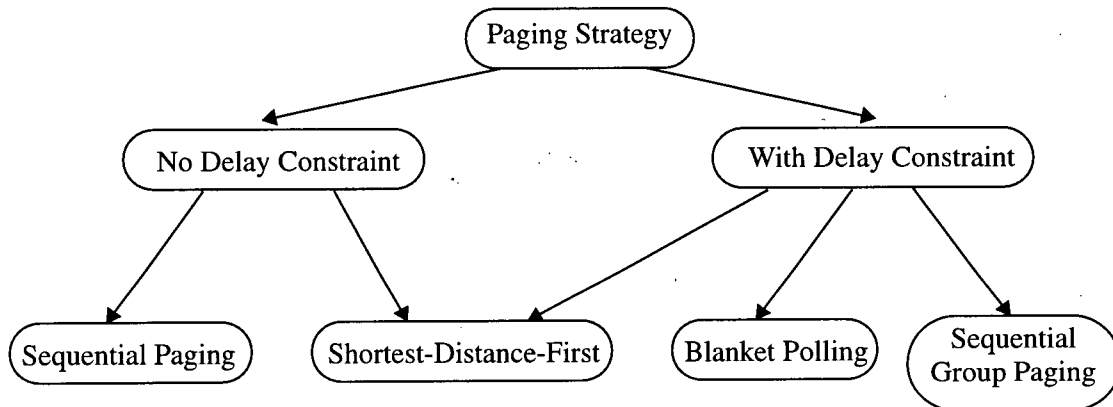 Paging Strategy
No Delay Constraint
With Delay Constraint
Sequential Paging
Shortest-Distance-First
Blanket Polling
Sequential
Group Paging